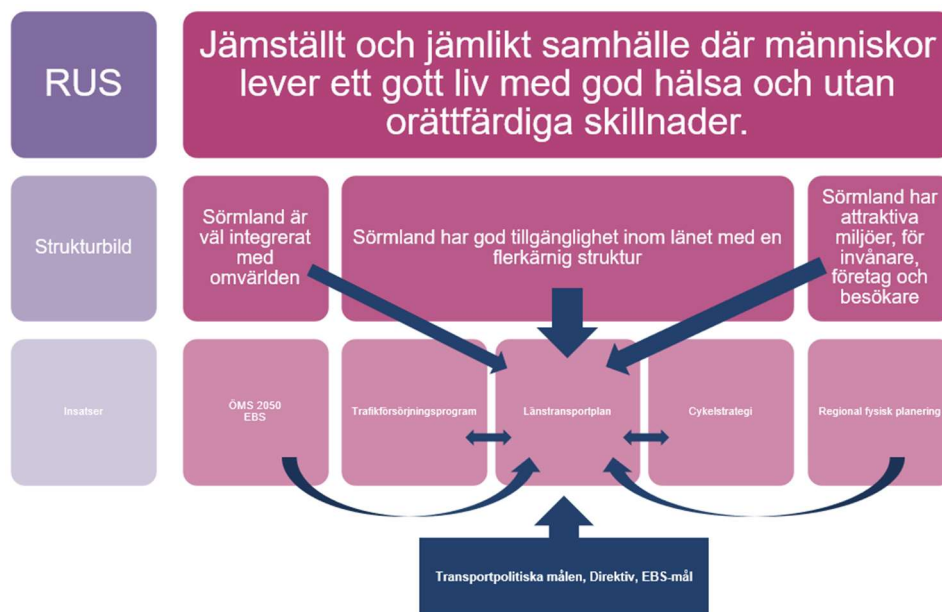 RUS
Jämställt och jämlikt samhälle där människor
lever ett gott liv med god hälsa och utan
orättfärdiga skillnader.
Strukturbild
Sörmland är
väl integrerat
med
omvärlden
Sörmland har god tillgänglighet inom länet med en
flerkärnig struktur
Sörmland har
attraktiva
miljöer, för
invånare,
företag och
besökare
Insatser
ÖMS 2050
EBS
Trafikförsörjningsprogram
Länstransportplan
Cykelstrategi
Regional fysisk planering
Transportpolitiska målen, Direktiv, EBS-mål